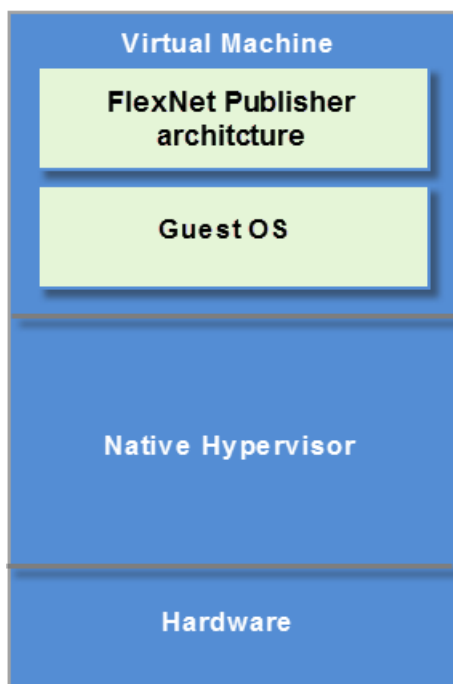 Virtual Machine
FlexNet Publisher
architcture
Guest OS
Native Hypervisor
Hardware